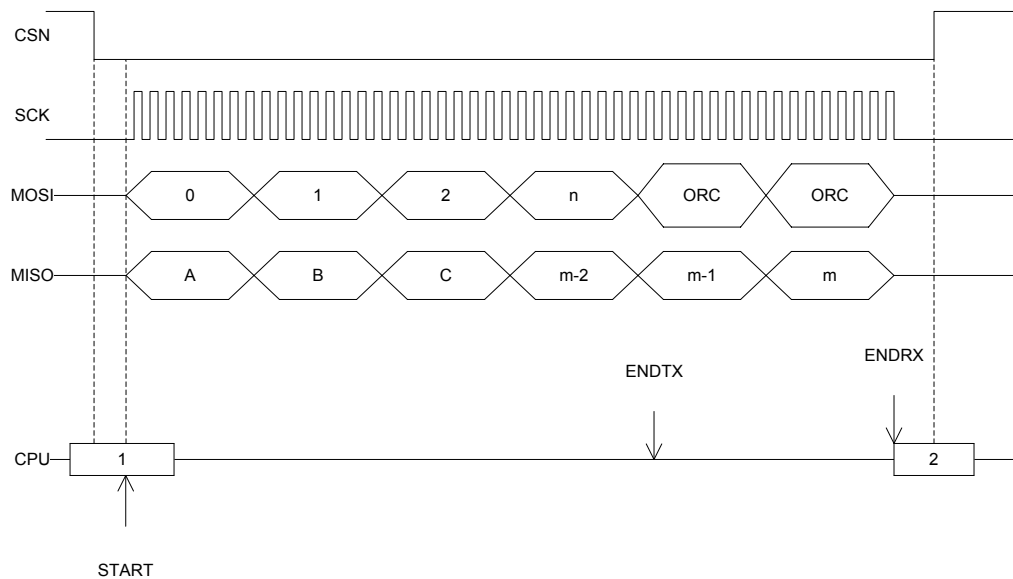 CSN
SCK
MOSI 0 1 2 n ORC ORC
MISO A B C m-2 m-1 m
ENDTX
ENDRX
CPU 1 2
START